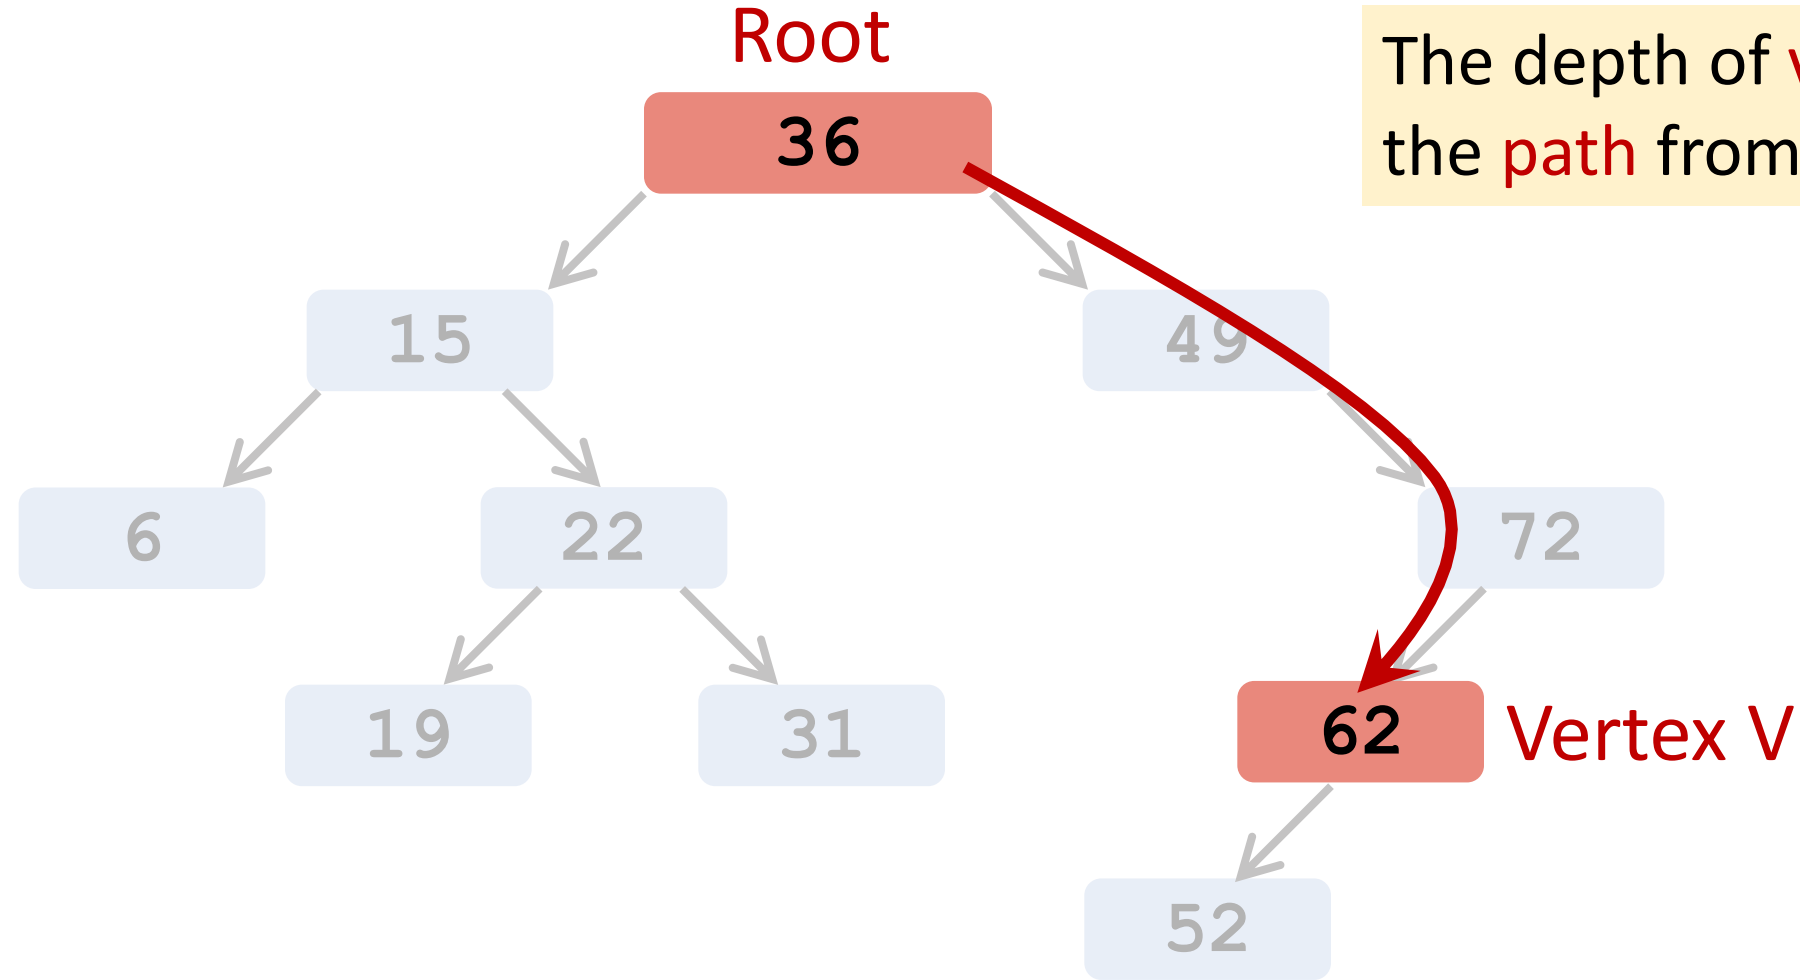 Root
The depth of
the path from
36
15
49
6
22
72
19
31
62
Vertex V
52